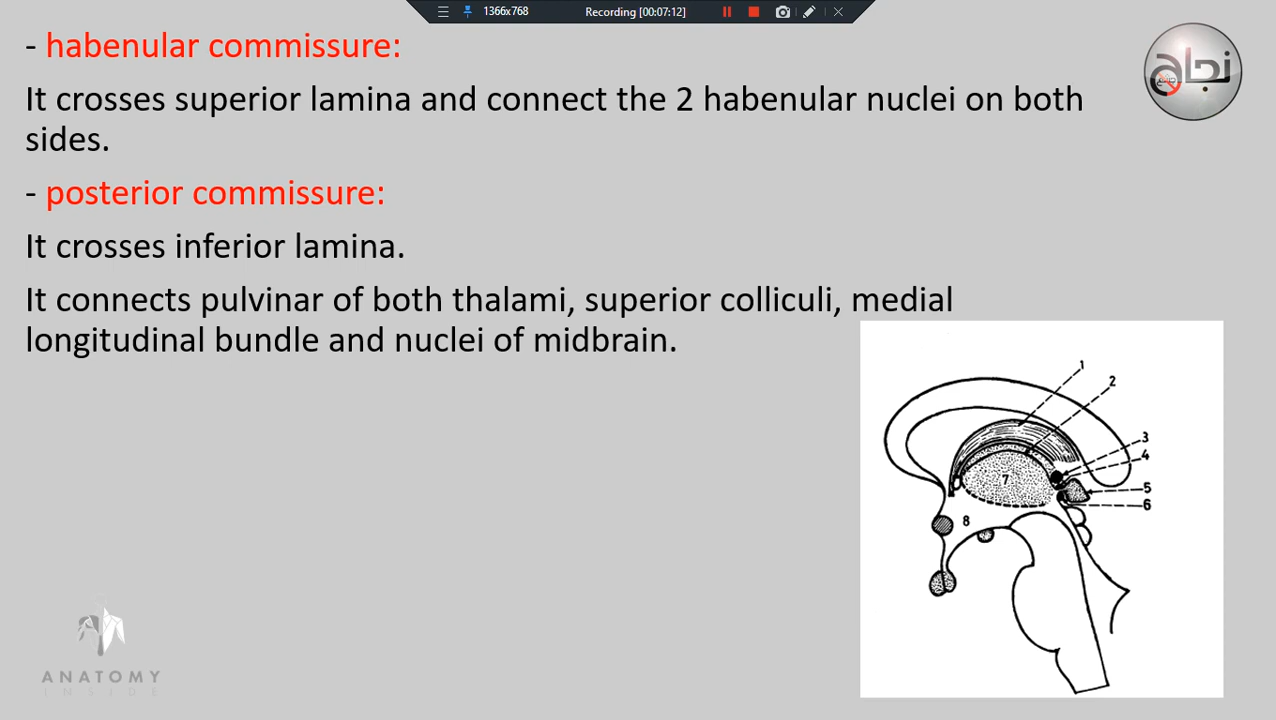 1366x768
Recording [00:07:12]
- habenular commissure:
It crosses superior lamina and connect the 2 habenular nuclei on both
sides.
- posterior commissure:
It crosses inferior lamina.
It connects pulvinar of both thalami, superior colliculi, medial
longitudinal bundle and nuclei of midbrain.
نجاح
1
2
3
4
7
5
6
8
ANATOMY
INSIDE